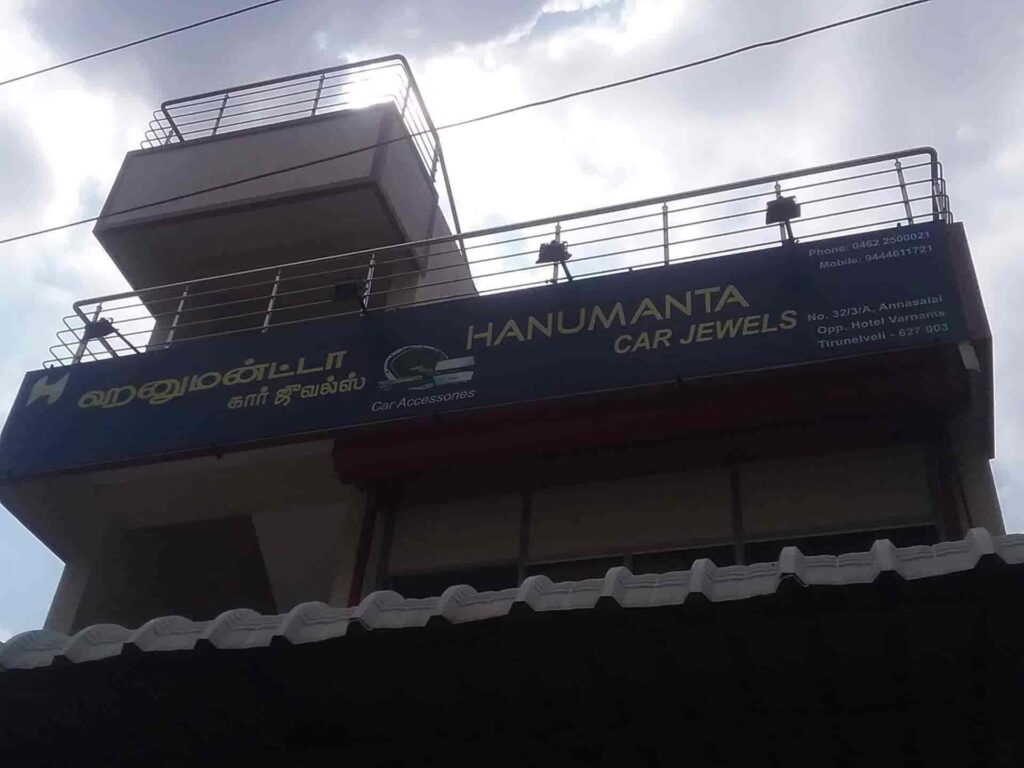 H ஹனுமன்ட்டா
கார் ஜுவல்ஸ்
Car Accessories
HANUMANTA
CAR JEWELS
Phone: 0462 2500021
Mobile: 9444611721
No. 32/3/A, Annasalai
Opp. Hotel Varnams
Tirunelveli - 627 003